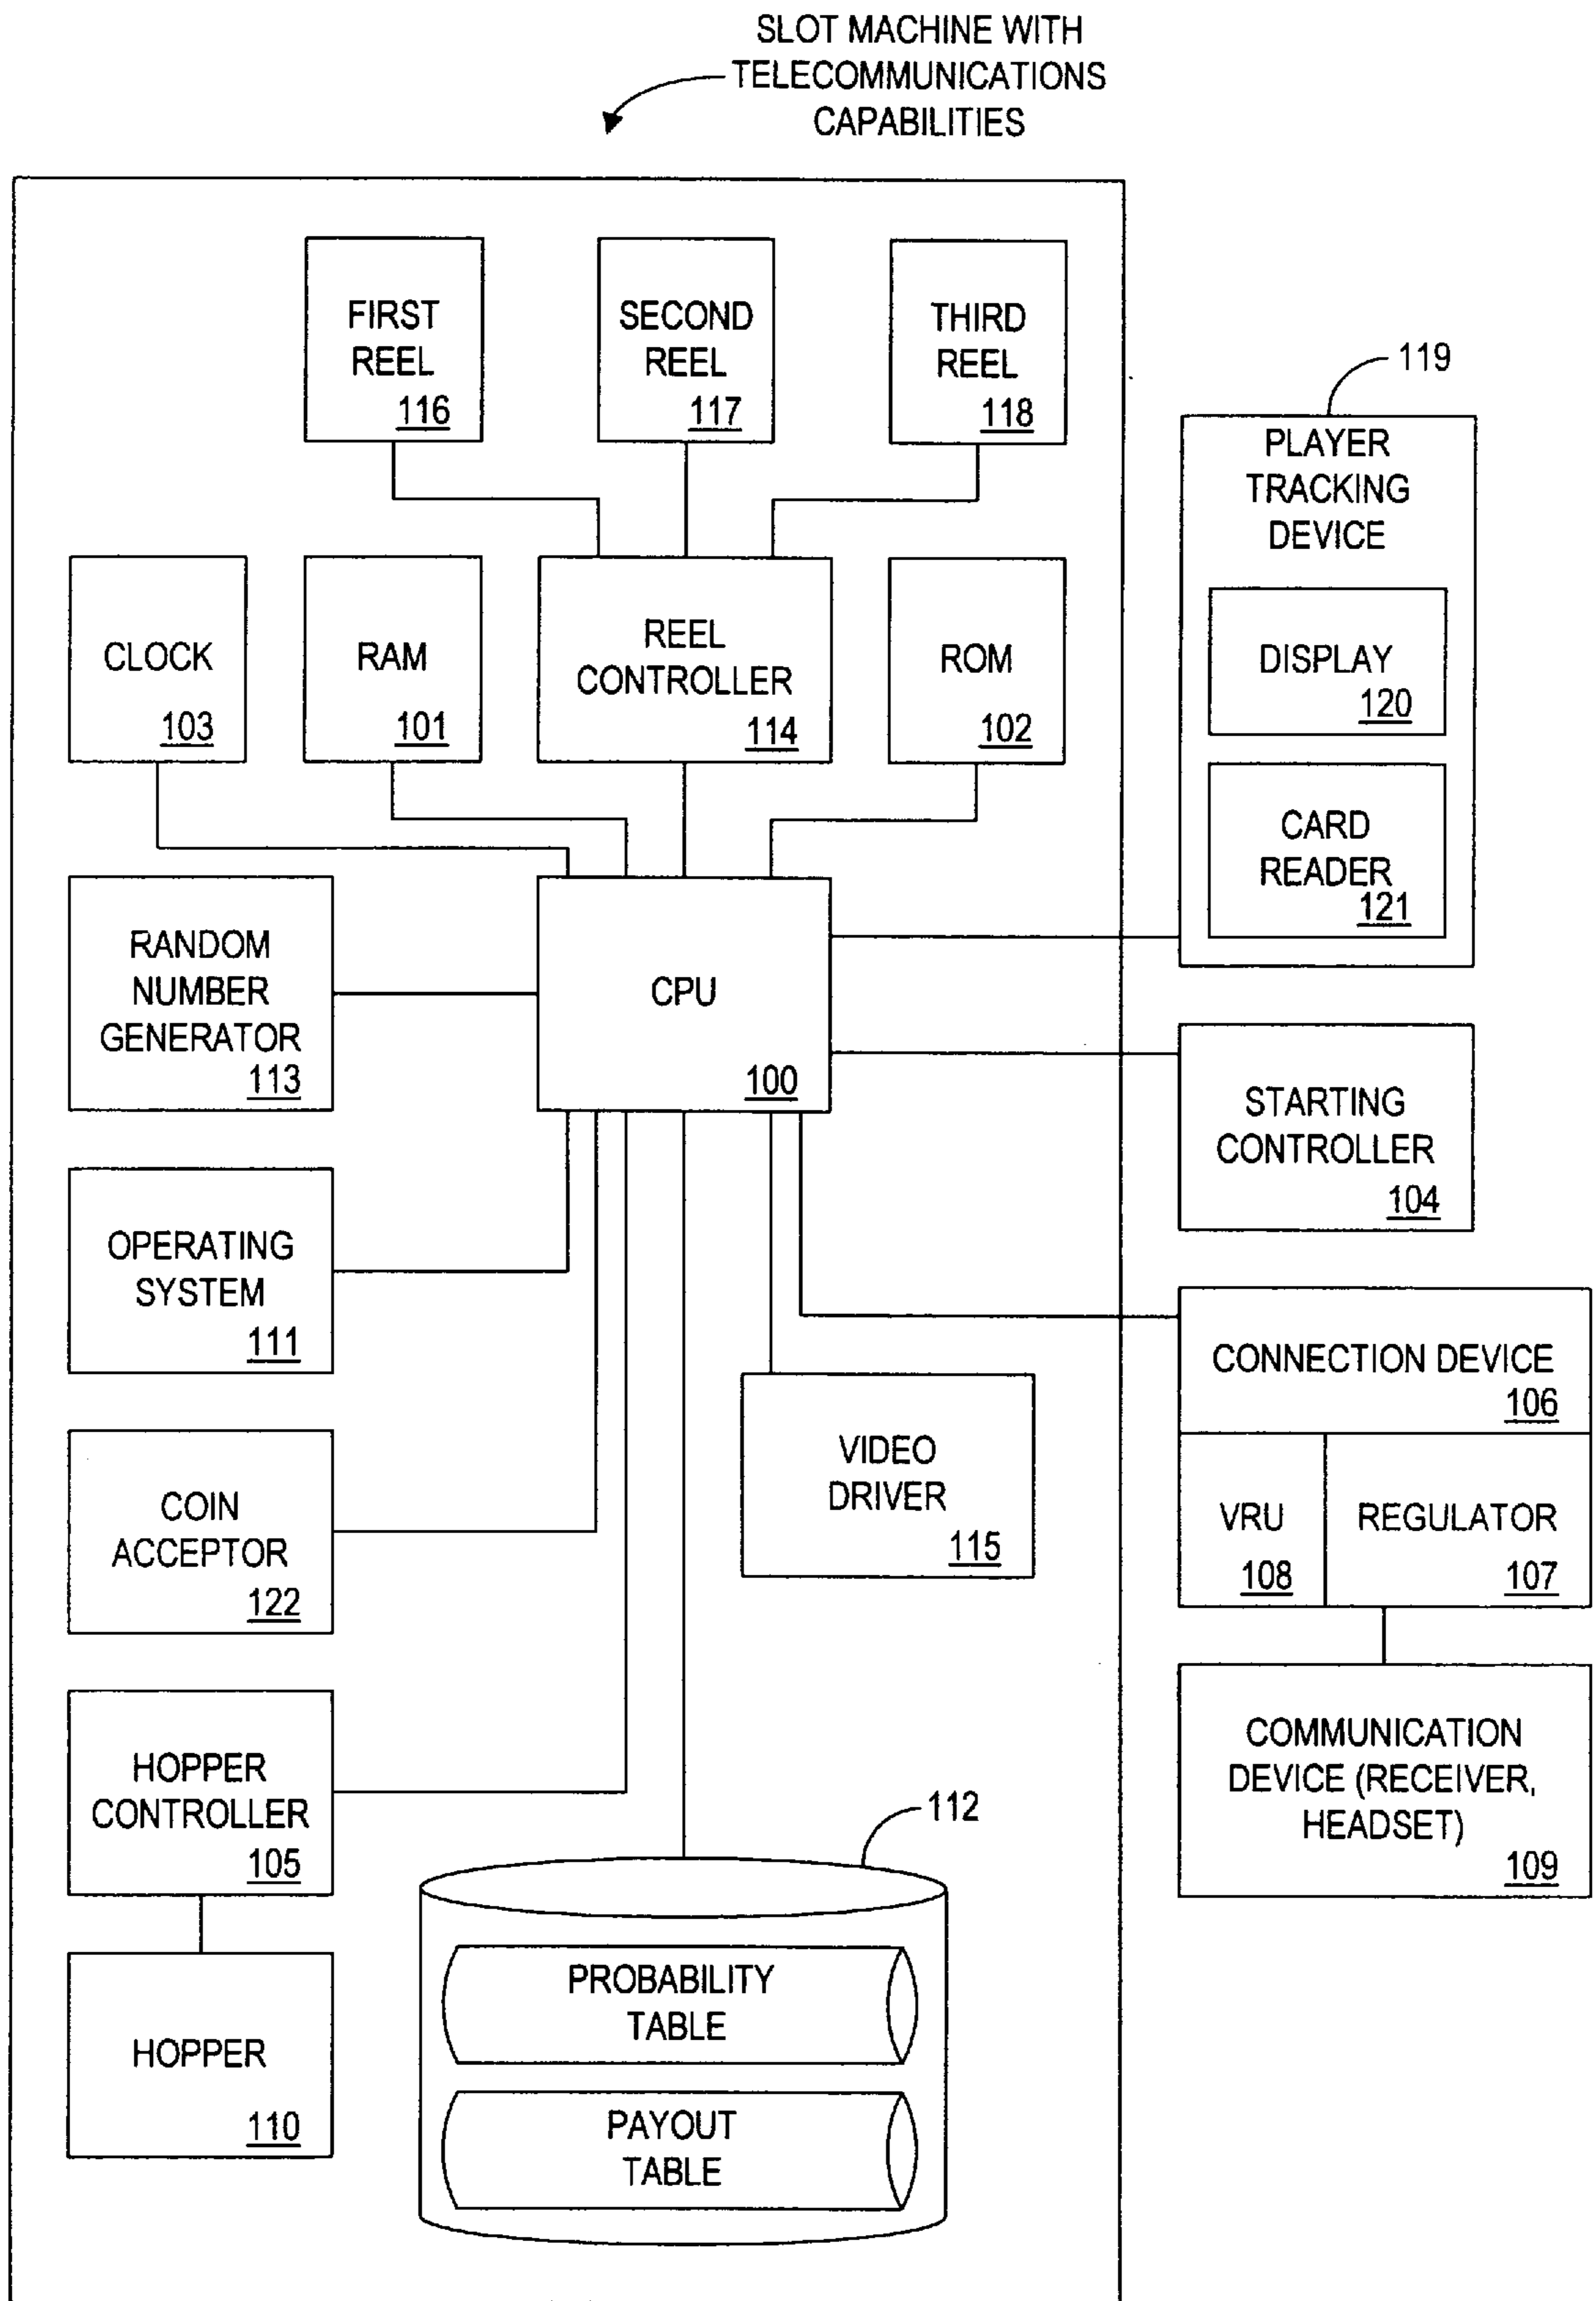 SLOT MACHINE WITH
TELECOMMUNICATIONS
CAPABILITIES
FIRST
REEL
116
SECOND
REEL
117
THIRD
REEL
118
119
PLAYER
TRACKING
DEVICE
DISPLAY
120
CARD
READER
121
CLOCK
103
RAM
101
REEL
CONTROLLER
114
ROM
102
RANDOM
NUMBER
GENERATOR
113
CPU
100
STARTING
CONTROLLER
104
OPERATING
SYSTEM
111
CONNECTION DEVICE
106
VRU
108
REGULATOR
107
VIDEO
DRIVER
115
COIN
ACCEPTOR
122
COMMUNICATION
DEVICE (RECEIVER,
HEADSET)
109
HOPPER
CONTROLLER
105
112
HOPPER
110
PROBABILITY
TABLE
PAYOUT
TABLE